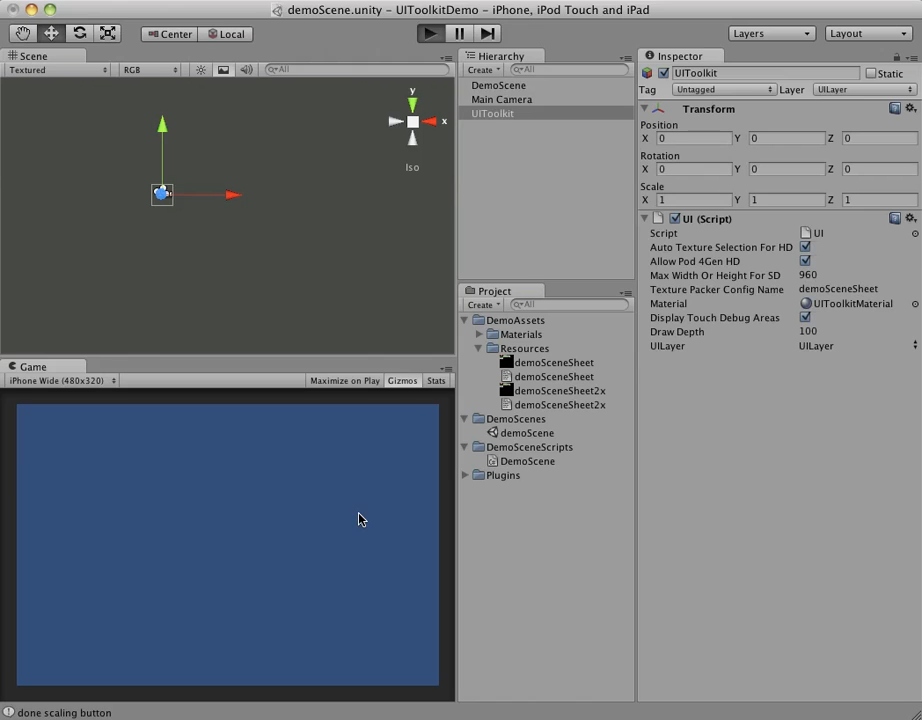 demoScene.unity - UIToolkitDemo - iPhone, iPod Touch and iPad
Center Local Layers Layout
Scene
Textured RGB All
y
x
Iso
Hierarchy
Create All
DemoScene
Main Camera
UIToolkit
Inspector
UIToolkit Static
Tag Untagged Layer UILayer
Transform
Position
X 0 Y 0 Z 0
Rotation
X 0 Y 0 Z 0
Scale
X 1 Y 1 Z 1
UI (Script)
Script UI
Auto Texture Selection For HD
Allow Pod 4Gen HD
Max Width Or Height For SD 960
Texture Packer Config Name demoSceneSheet
Material UIToolkitMaterial
Display Touch Debug Areas
Draw Depth 100
UILayer UILayer
Project
Create All
DemoAssets
Materials
Resources
demoSceneSheet
demoSceneSheet
demoSceneSheet2x
demoSceneSheet2x
DemoScenes
demoScene
DemoSceneScripts
DemoScene
Plugins
Game
iPhone Wide (480x320) Maximize on Play Gizmos Stats
done scaling button